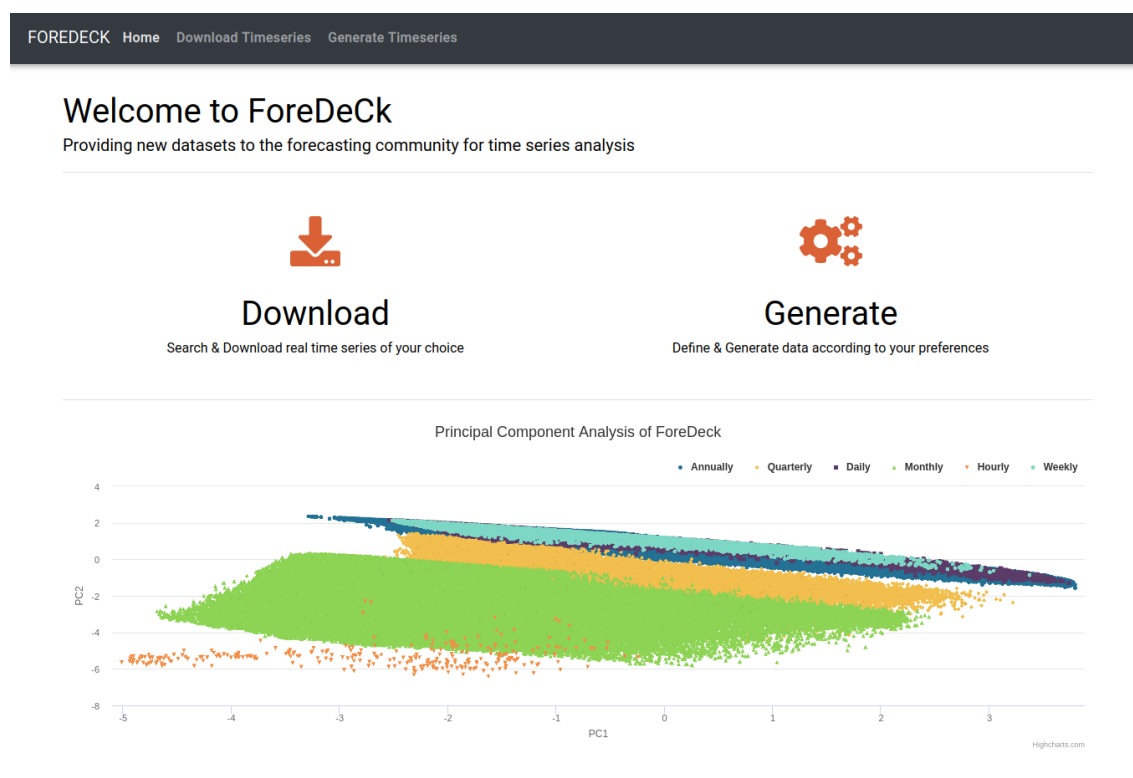 FOREDECK Home Download Timeseries Generate Timeseries
Welcome to ForeDeCk
Providing new datasets to the forecasting community for time series analysis
Download
Search & Download real time series of your choice
Generate
Define & Generate data according to your preferences
Principal Component Analysis of ForeDeck
Annually Quarterly Daily Monthly Hourly Weekly
4
2
0
-2
-4
-6
-8
PC2
-5 -4 -3 -2 -1 0 1 2 3
PC1
Highcharts.com